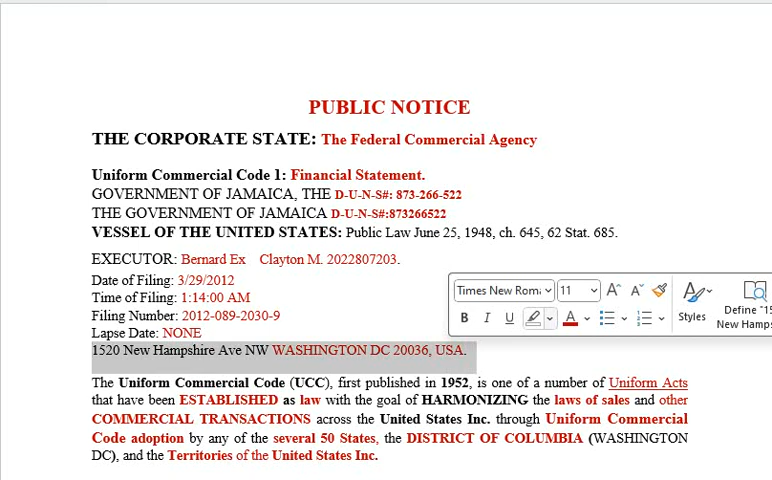 PUBLIC NOTICE
THE CORPORATE STATE: The Federal Commercial Agency
Uniform Commercial Code 1: Financial Statement.
GOVERNMENT OF JAMAICA, THE D-U-N-S#: 873-266-522
THE GOVERNMENT OF JAMAICA D-U-N-S#:873266522
VESSEL OF THE UNITED STATES: Public Law June 25, 1948, ch. 645, 62 Stat. 685.
EXECUTOR: Bernard Ex Clayton M. 2022807203.
Date of Filing: 3/29/2012
Time of Filing: 1:14:00 AM
Filing Number: 2012-089-2030-9
Lapse Date: NONE
1520 New Hampshire Ave NW WASHINGTON DC 20036, USA.
Times New Rom 11 A A
B I U A Styles Define "15
New Hamps
The Uniform Commercial Code (UCC), first published in 1952, is one of a number of Uniform Acts
that have been ESTABLISHED as law with the goal of HARMONIZING the laws of sales and other
COMMERCIAL TRANSACTIONS across the United States Inc. through Uniform Commercial
Code adoption by any of the several 50 States, the DISTRICT OF COLUMBIA (WASHINGTON
DC), and the Territories of the United States Inc.